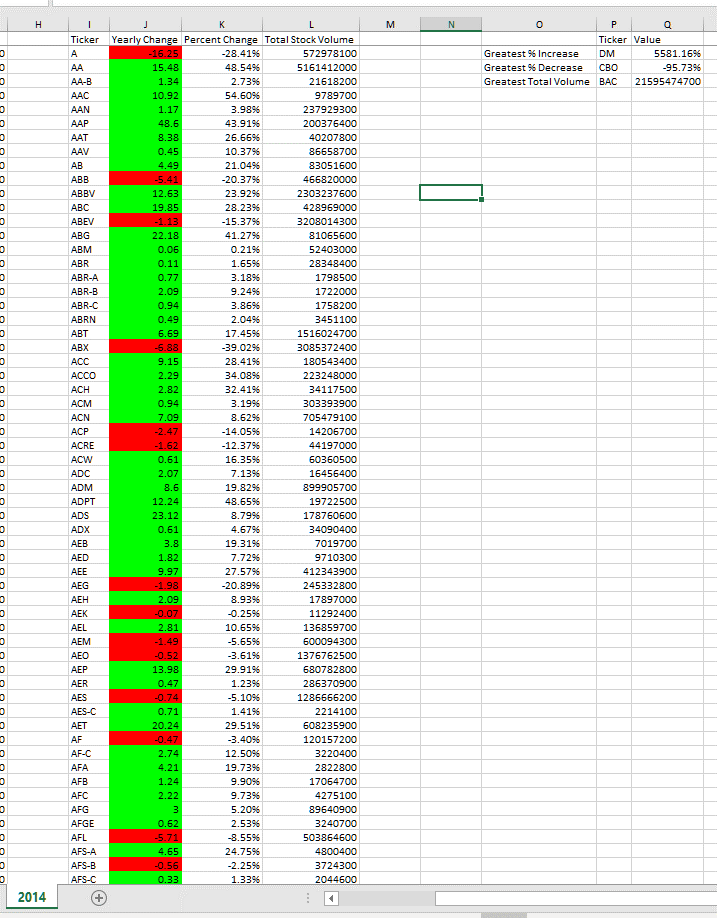 H I J K L M N O P Q
Ticker Yearly Change Percent Change Total Stock Volume Ticker Value
A -16.25 -28.41% 572978100 Greatest % Increase DM 5581.16%
AA 15.48 48.54% 5161412000 Greatest % Decrease CBO -95.73%
AA-B 1.34 2.73% 21618200 Greatest Total Volume BAC 21595474700
AAC 10.92 54.60% 9789700
AAN 1.17 3.98% 237929300
AAP 48.6 43.91% 200376400
AAT 8.38 26.66% 40207800
AAV 0.45 10.37% 86658700
AB 4.49 21.04% 83051600
ABB -5.41 -20.37% 466820000
ABBV 12.63 23.92% 2303237600
ABC 19.85 28.23% 428969000
ABEV -1.13 -15.37% 3208014300
ABG 22.18 41.27% 81065600
ABM 0.06 0.21% 52403000
ABR 0.11 1.65% 28348400
ABR-A 0.77 3.18% 1798500
ABR-B 2.09 9.24% 1722000
ABR-C 0.94 3.86% 1758200
ABRN 0.49 2.04% 3451100
ABT 6.69 17.45% 1516024700
ABX -6.88 -39.02% 3085372400
ACC 9.15 28.41% 180543400
ACCO 2.29 34.08% 223248000
ACH 2.82 32.41% 34117500
ACM 0.94 3.19% 303393900
ACN 7.09 8.62% 705479100
ACP -2.47 -14.05% 14206700
ACRE -1.62 -12.37% 44197000
ACW 0.61 16.35% 60360500
ADC 2.07 7.13% 16456400
ADM 8.6 19.82% 899905700
ADPT 12.24 48.65% 19722500
ADS 23.12 8.79% 178760600
ADX 0.61 4.67% 34090400
AEB 3.8 19.31% 7019700
AED 1.82 7.72% 9710300
AEE 9.97 27.57% 412343900
AEG -1.98 -20.89% 245332800
AEH 2.09 8.93% 17897000
AEK -0.07 -0.25% 11292400
AEL 2.81 10.65% 136859700
AEM -1.49 -5.65% 600094300
AEO -0.52 -3.61% 1376762500
AEP 13.98 29.91% 680782800
AER 0.47 1.23% 286370900
AES -0.74 -5.10% 1286666200
AES-C 0.71 1.41% 2214100
AET 20.24 29.51% 608235900
AF -0.47 -3.40% 120157200
AF-C 2.74 12.50% 3220400
AFA 4.21 19.73% 2822800
AFB 1.24 9.90% 17064700
AFC 2.22 9.73% 4275100
AFG 3 5.20% 89640900
AFGE 0.62 2.53% 3240700
AFL -5.71 -8.55% 503864600
AFS-A 4.65 24.75% 4800400
AFS-B -0.56 -2.25% 3724300
AFS-C 0.33 1.33% 2044600
2014